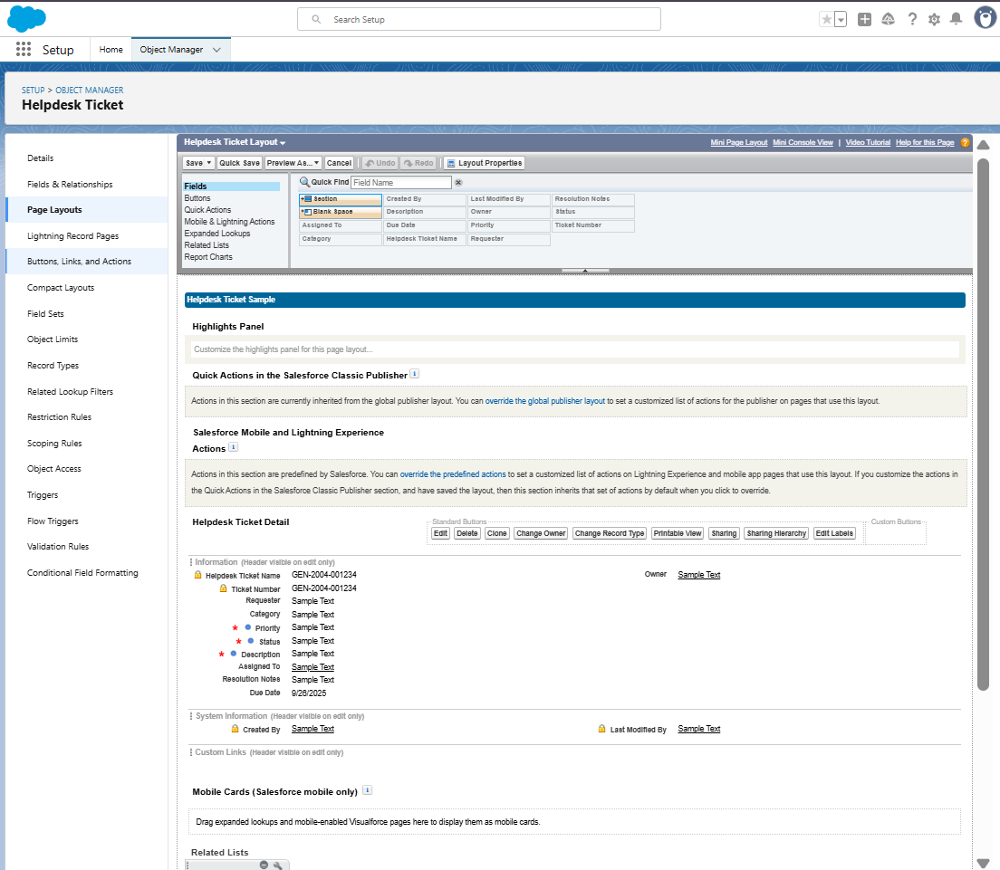 Search Setup
Setup
Home
Object Manager
SETUP > OBJECT MANAGER
Helpdesk Ticket
Details
Fields & Relationships
Page Layouts
Lightning Record Pages
Buttons, Links, and Actions
Compact Layouts
Field Sets
Object Limits
Record Types
Related Lookup Filters
Restriction Rules
Scoping Rules
Object Access
Triggers
Flow Triggers
Validation Rules
Conditional Field Formatting
Helpdesk Ticket Layout
Mini Page Layout Mini Console View | Video Tutorial Help for this Page ?
Save Quick Save Preview As... Cancel Undo Redo Layout Properties
Fields
Buttons
Quick Actions
Mobile & Lightning Actions
Expanded Lookups
Related Lists
Report Charts
Quick Find Field Name
Section Created By Last Modified By Resolution Notes
Blank Space Description Owner Status
Assigned To Due Date Priority Ticket Number
Category Helpdesk Ticket Name Requester
Helpdesk Ticket Sample
Highlights Panel
Customize the highlights panel for this page layout...
Quick Actions in the Salesforce Classic Publisher i
Actions in this section are currently inherited from the global publisher layout. You can override the global publisher layout to set a customized list of actions for the publisher on pages that use this layout.
Salesforce Mobile and Lightning Experience
Actions i
Actions in this section are predefined by Salesforce. You can override the predefined actions to set a customized list of actions on Lightning Experience and mobile app pages that use this layout. If you customize the actions in
the Quick Actions in the Salesforce Classic Publisher section, and have saved the layout, then this section inherits that set of actions by default when you click to override.
Helpdesk Ticket Detail
Standard Buttons
Edit Delete Clone Change Owner Change Record Type Printable View Sharing Sharing Hierarchy Edit Labels
Custom Buttons
Information (Header visible on edit only)
Helpdesk Ticket Name GEN-2004-001234
Owner Sample Text
Ticket Number GEN-2004-001234
Requester Sample Text
Category Sample Text
* Priority Sample Text
* Status Sample Text
* Description Sample Text
Assigned To Sample Text
Resolution Notes Sample Text
Due Date 9/26/2025
System Information (Header visible on edit only)
Created By Sample Text
Last Modified By Sample Text
Custom Links (Header visible on edit only)
Mobile Cards (Salesforce mobile only) i
Drag expanded lookups and mobile-enabled Visualforce pages here to display them as mobile cards.
Related Lists